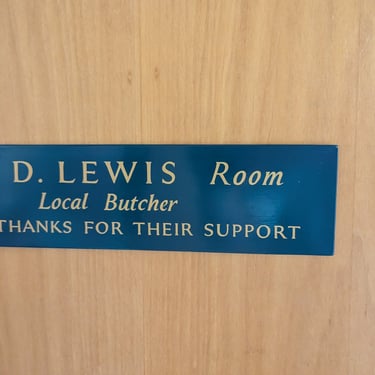 D. LEWIS Room
Local Butcher
THANKS FOR THEIR SUPPORT